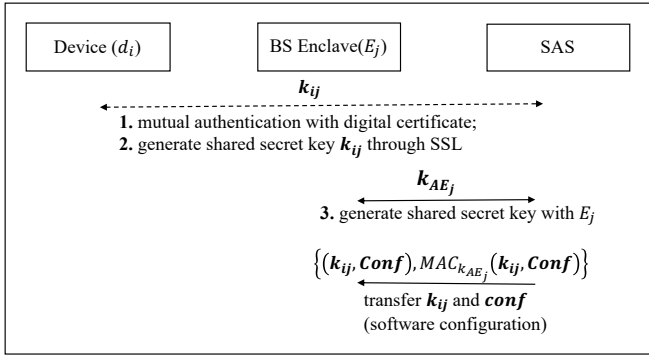 Device (d_i)
BS Enclave(E_j)
SAS
k_ij
1. mutual authentication with digital certificate;
2. generate shared secret key k_ij through SSL
k_AE_j
3. generate shared secret key with E_j
{(k_ij, Conf), MAC_k_AE_j (k_ij, Conf)}
transfer k_ij and conf
(software configuration)